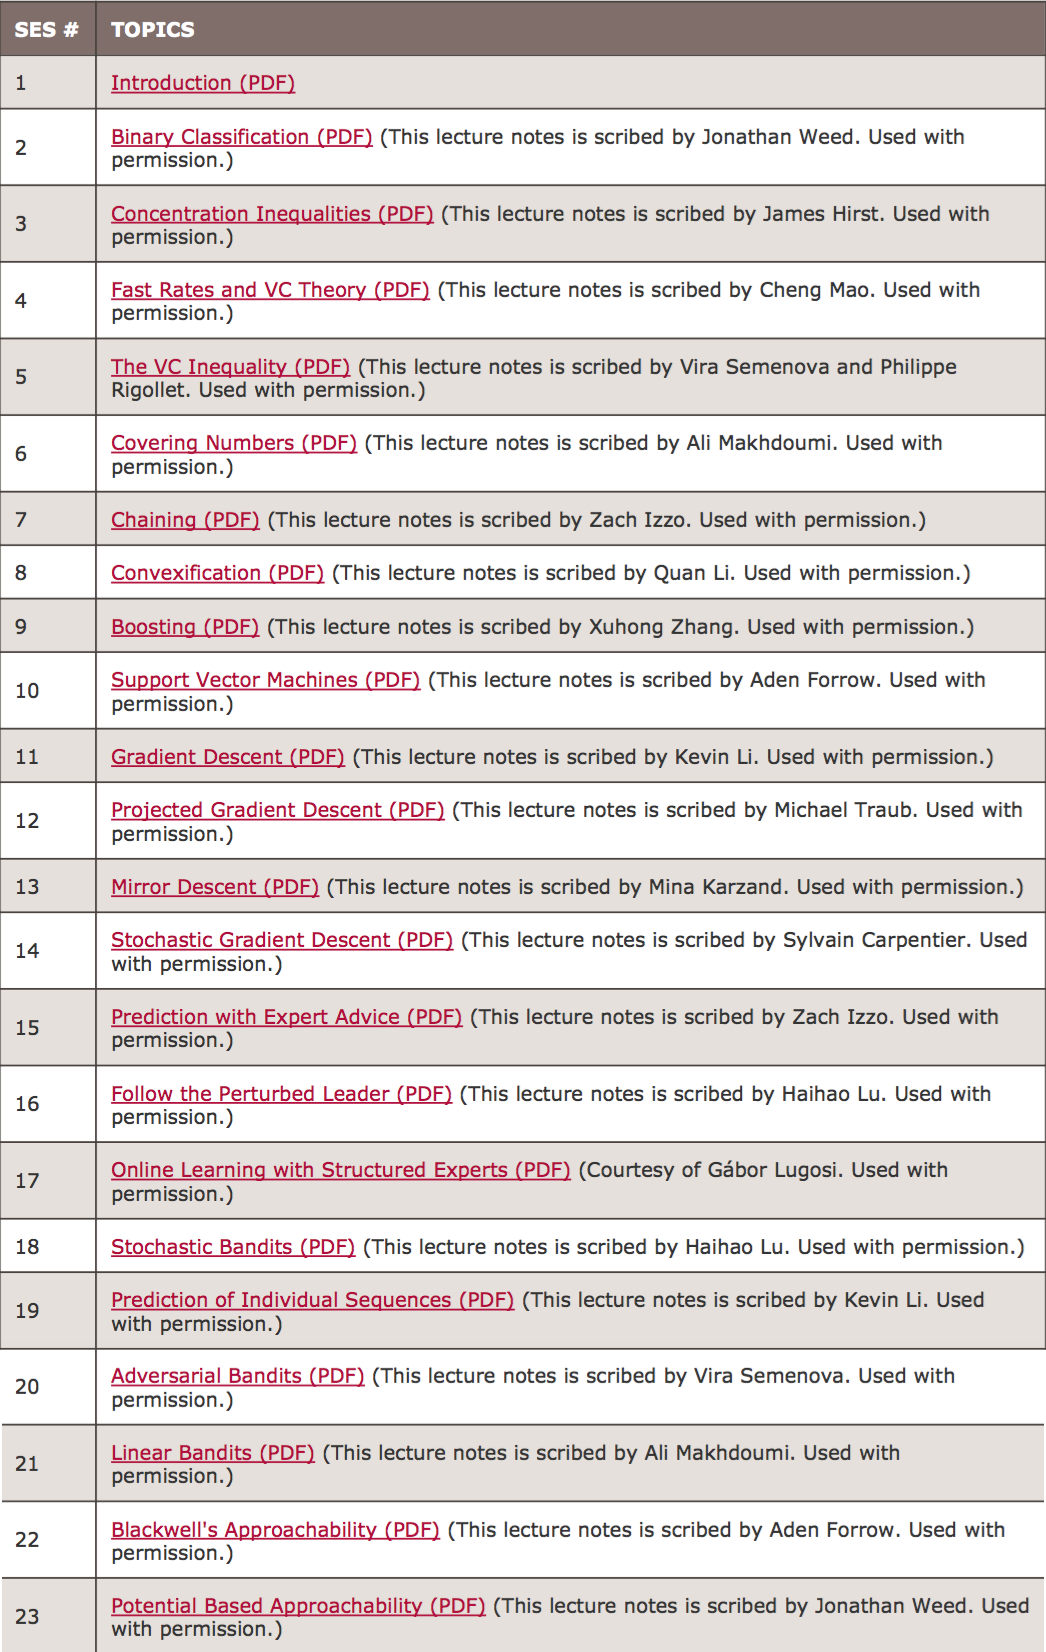 SES # TOPICS
1 Introduction (PDF)
2 Binary Classification (PDF) (This lecture notes is scribed by Jonathan Weed. Used with
permission.)
3 Concentration Inequalities (PDF) (This lecture notes is scribed by James Hirst. Used with
permission.)
4 Fast Rates and VC Theory (PDF) (This lecture notes is scribed by Cheng Mao. Used with
permission.)
5 The VC Inequality (PDF) (This lecture notes is scribed by Vira Semenova and Philippe
Rigollet. Used with permission.)
6 Covering Numbers (PDF) (This lecture notes is scribed by Ali Makhdoumi. Used with
permission.)
7 Chaining (PDF) (This lecture notes is scribed by Zach Izzo. Used with permission.)
8 Convexification (PDF) (This lecture notes is scribed by Quan Li. Used with permission.)
9 Boosting (PDF) (This lecture notes is scribed by Xuhong Zhang. Used with permission.)
10 Support Vector Machines (PDF) (This lecture notes is scribed by Aden Forrow. Used with
permission.)
11 Gradient Descent (PDF) (This lecture notes is scribed by Kevin Li. Used with permission.)
12 Projected Gradient Descent (PDF) (This lecture notes is scribed by Michael Traub. Used with
permission.)
13 Mirror Descent (PDF) (This lecture notes is scribed by Mina Karzand. Used with permission.)
14 Stochastic Gradient Descent (PDF) (This lecture notes is scribed by Sylvain Carpentier. Used
with permission.)
15 Prediction with Expert Advice (PDF) (This lecture notes is scribed by Zach Izzo. Used with
permission.)
16 Follow the Perturbed Leader (PDF) (This lecture notes is scribed by Haihao Lu. Used with
permission.)
17 Online Learning with Structured Experts (PDF) (Courtesy of Gábor Lugosi. Used with
permission.)
18 Stochastic Bandits (PDF) (This lecture notes is scribed by Haihao Lu. Used with permission.)
19 Prediction of Individual Sequences (PDF) (This lecture notes is scribed by Kevin Li. Used
with permission.)
20 Adversarial Bandits (PDF) (This lecture notes is scribed by Vira Semenova. Used with
permission.)
21 Linear Bandits (PDF) (This lecture notes is scribed by Ali Makhdoumi. Used with
permission.)
22 Blackwell's Approachability (PDF) (This lecture notes is scribed by Aden Forrow. Used with
permission.)
23 Potential Based Approachability (PDF) (This lecture notes is scribed by Jonathan Weed. Used
with permission.)